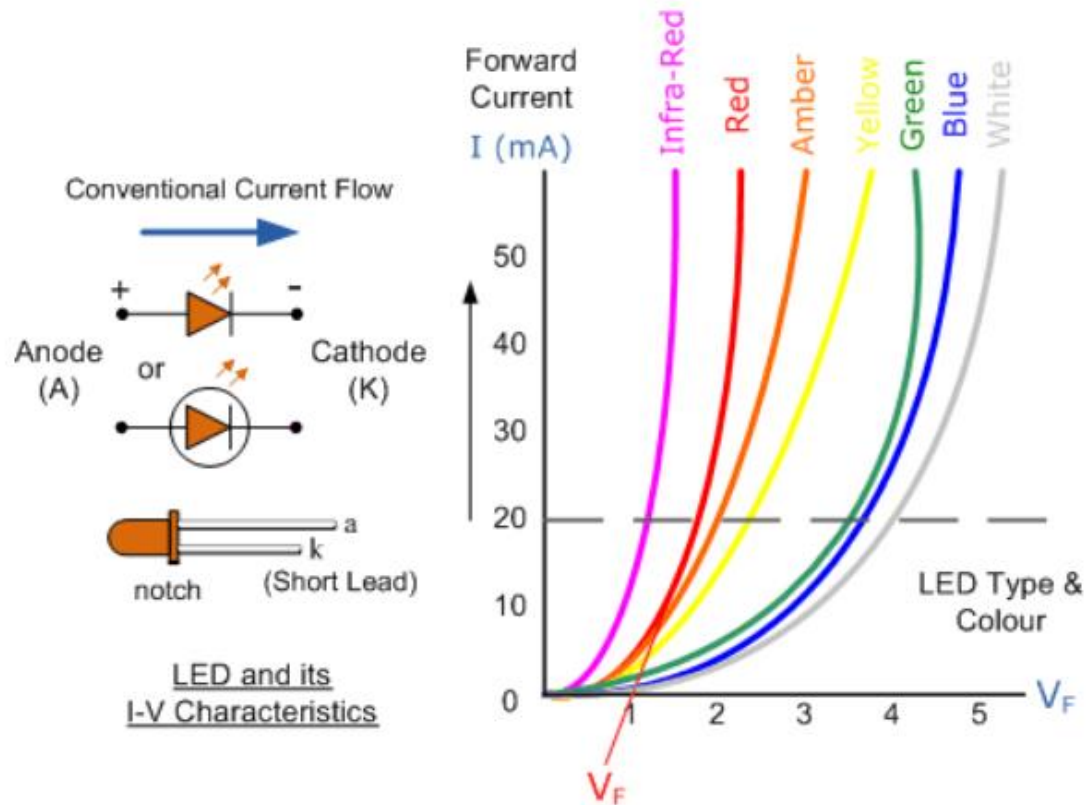 Conventional Current Flow
+
-
Anode
(A)
or
Cathode
(K)
a
k
notch
(Short Lead)
LED and its
I-V Characteristics
Forward
Current
I (mA)
Infra-Red
Red
Amber
Yellow
Green
Blue
White
50
40
30
20
10
0
1
2
3
4
5
V_F
LED Type &
Colour
V_F